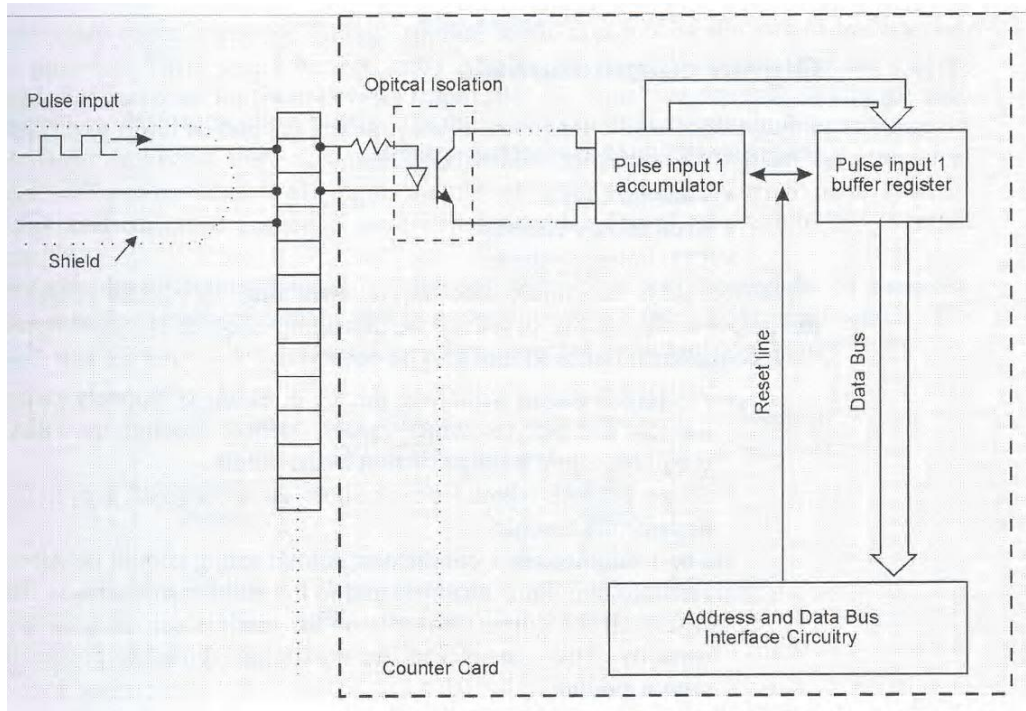 Pulse input
Opitcal Isolation
Pulse input 1
accumulator
Pulse input 1
buffer register
Shield
Reset line
Data Bus
Address and Data Bus
Interface Circuitry
Counter Card